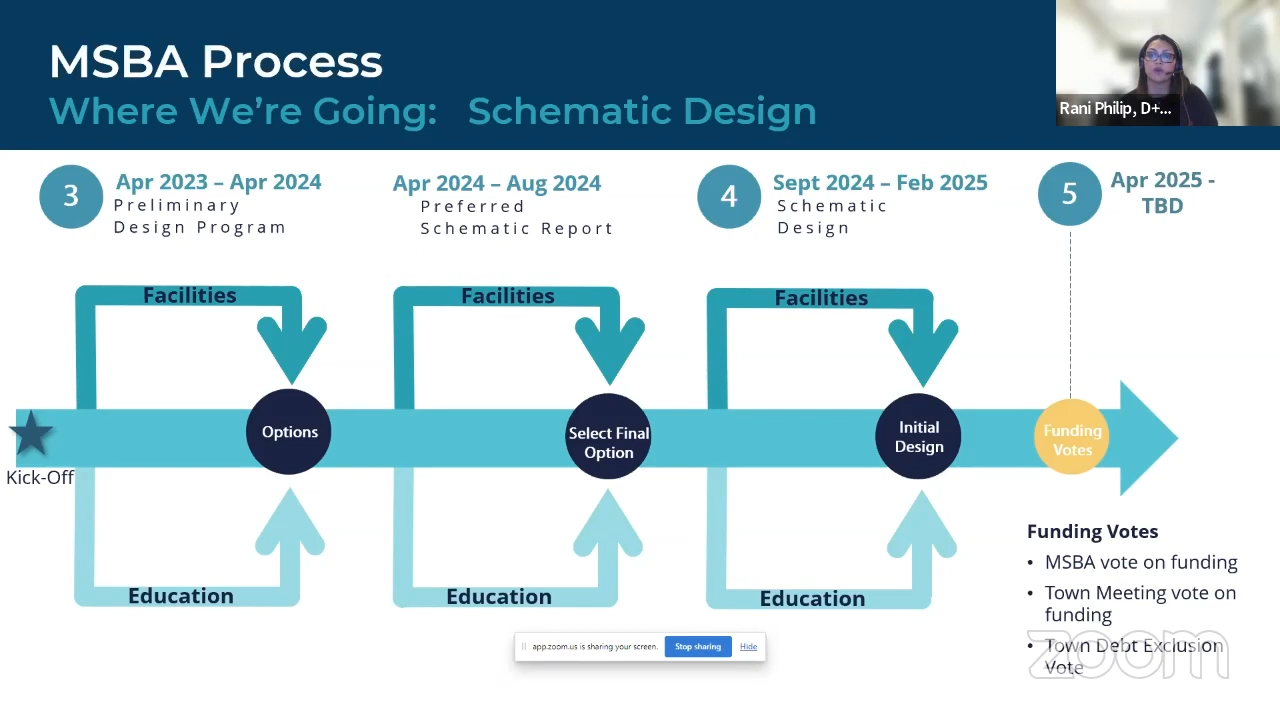 MSBA Process
Where We're Going: Schematic Design
Rani Philip, D+...
3
Apr 2023 – Apr 2024
Preliminary
Design Program
Apr 2024 – Aug 2024
Preferred
Schematic Report
4
Sept 2024 – Feb 2025
Schematic
Design
5
Apr 2025 -
TBD
Facilities
Facilities
Facilities
Options
Select Final
Option
Initial
Design
Funding
Votes
Kick-Off
Education
Education
Education
Funding Votes
• MSBA vote on funding
• Town Meeting vote on
funding
• Town Debt Exclusion
Vote
zoom
app.zoom.us is sharing your screen.
Stop sharing
Hide